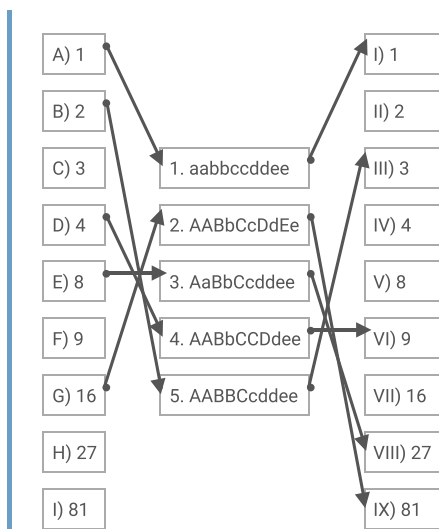 A) 1
B) 2
C) 3
D) 4
E) 8
F) 9
G) 16
H) 27
I) 81
1. aabbccddee
2. AABbCcDdEe
3. AaBbCcddee
4. AABbCCDdee
5. AABBCcddee
I) 1
II) 2
III) 3
IV) 4
V) 8
VI) 9
VII) 16
VIII) 27
IX) 81